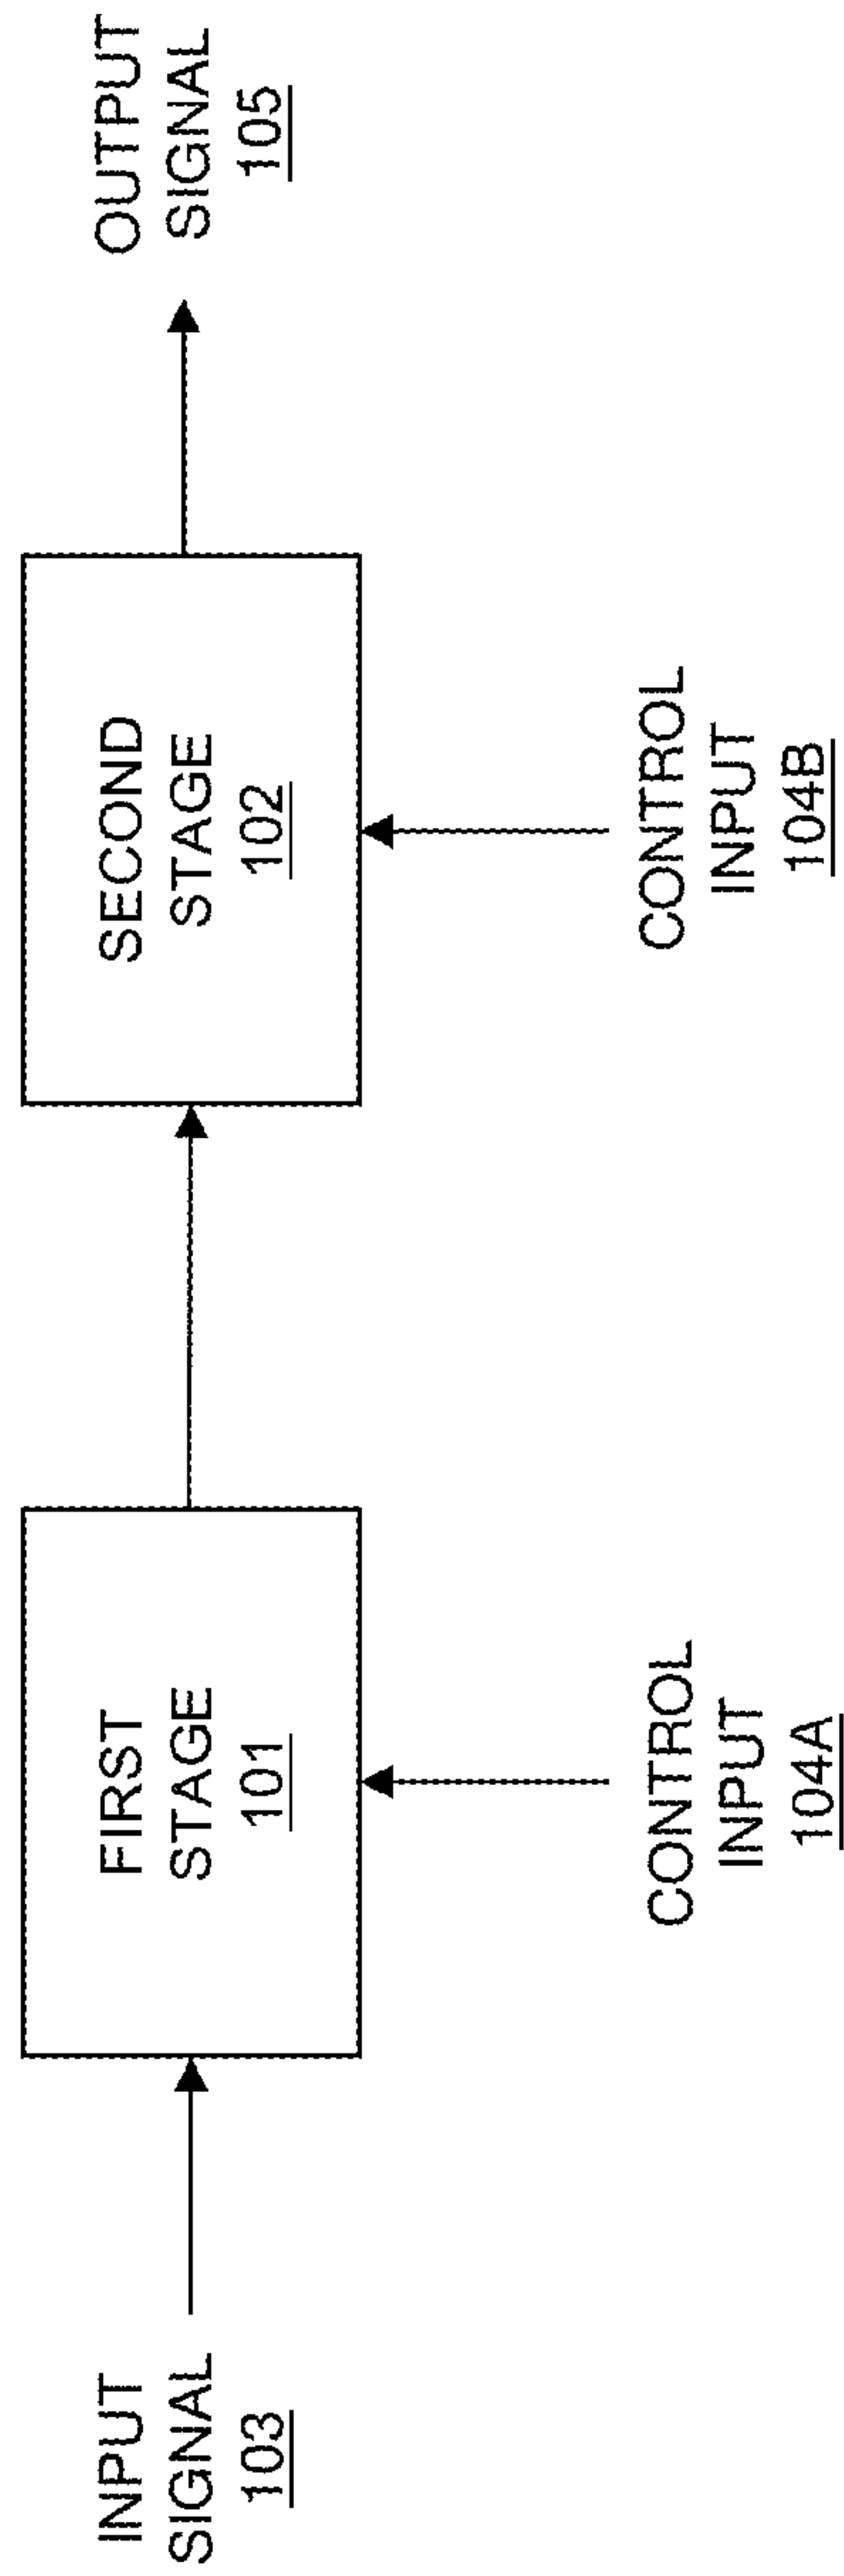 INPUT
SIGNAL
103
FIRST
STAGE
101
CONTROL
INPUT
104A
SECOND
STAGE
102
CONTROL
INPUT
104B
OUTPUT
SIGNAL
105